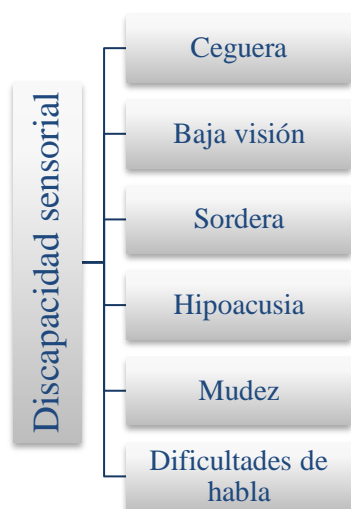 Discapacidad sensorial
Ceguera
Baja visión
Sordera
Hipoacusia
Mudez
Dificultades de
habla